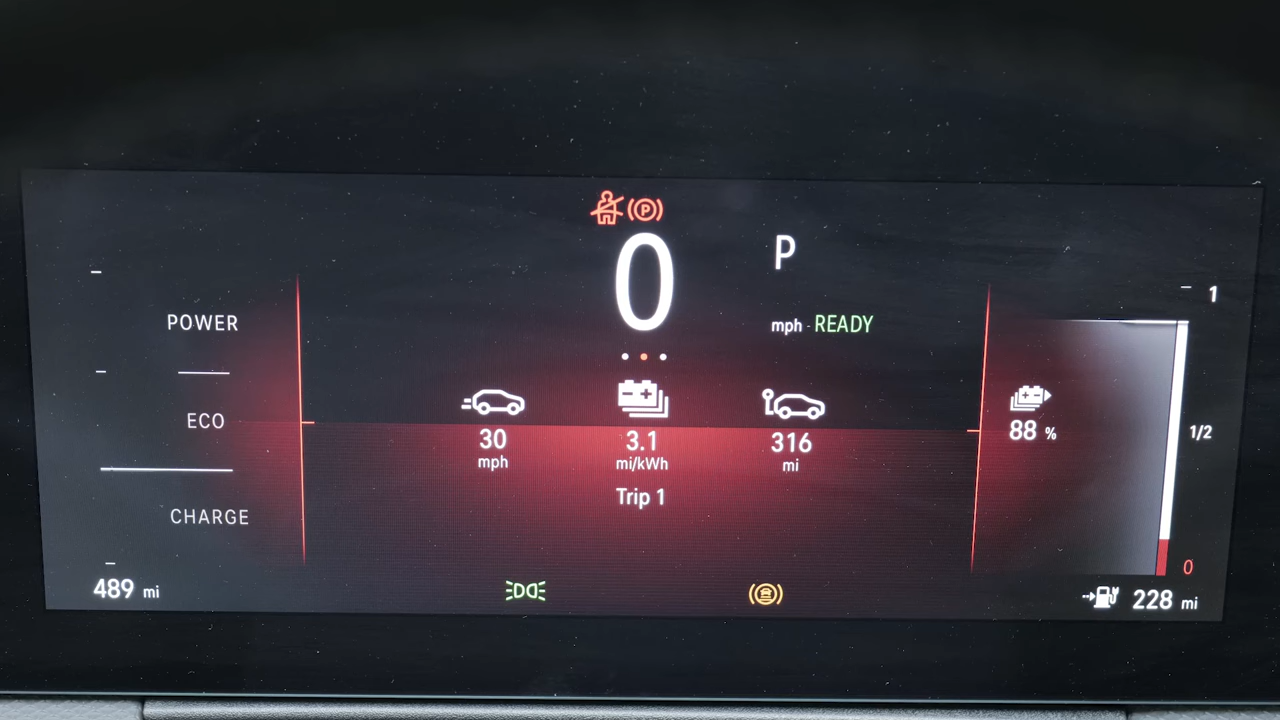 0
P
mph READY
1
POWER
ECO
CHARGE
30
mph
3.1
mi/kWh
316
mi
Trip 1
88 %
1/2
0
489 mi
228 mi